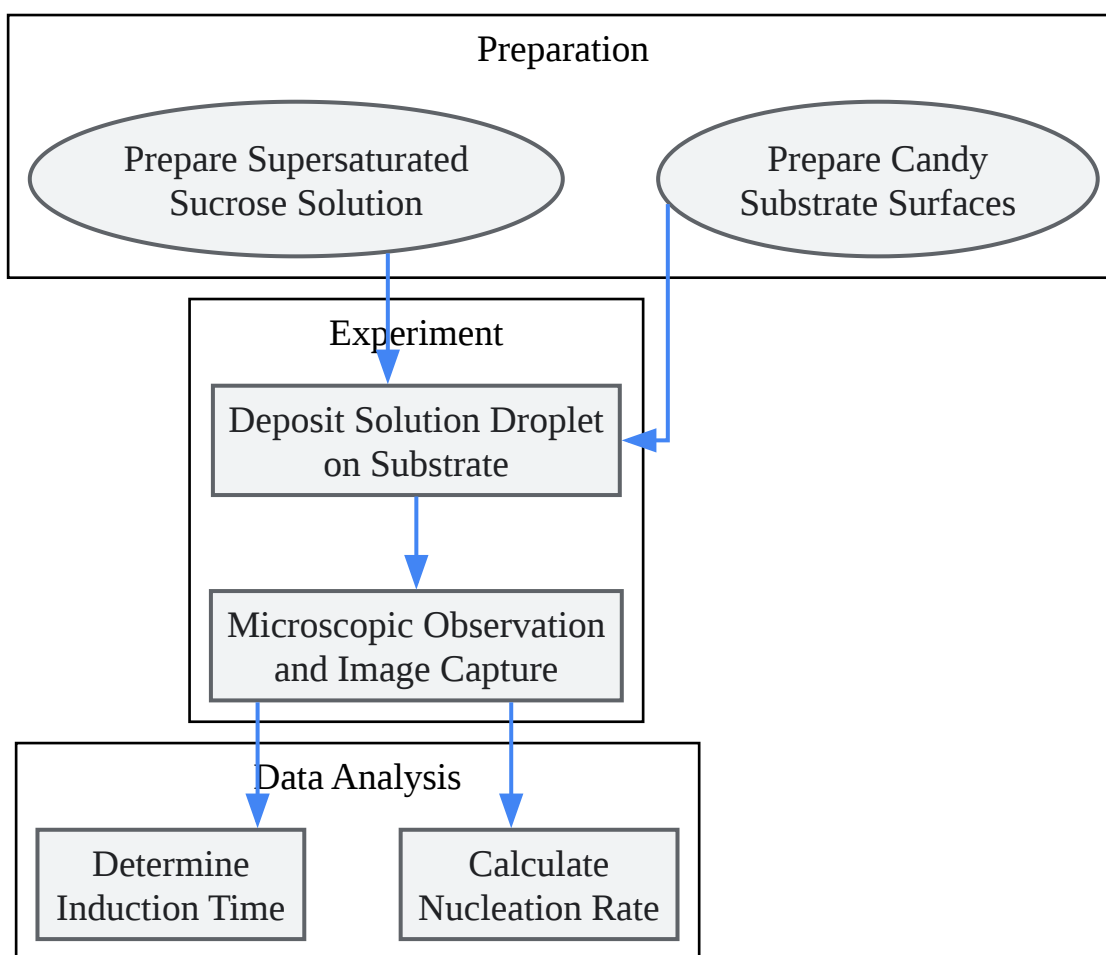 Preparation
Prepare Supersaturated
Sucrose Solution
Prepare Candy
Substrate Surfaces
Experiment
Deposit Solution Droplet
on Substrate
Microscopic Observation
and Image Capture
Data Analysis
Determine
Induction Time
Calculate
Nucleation Rate